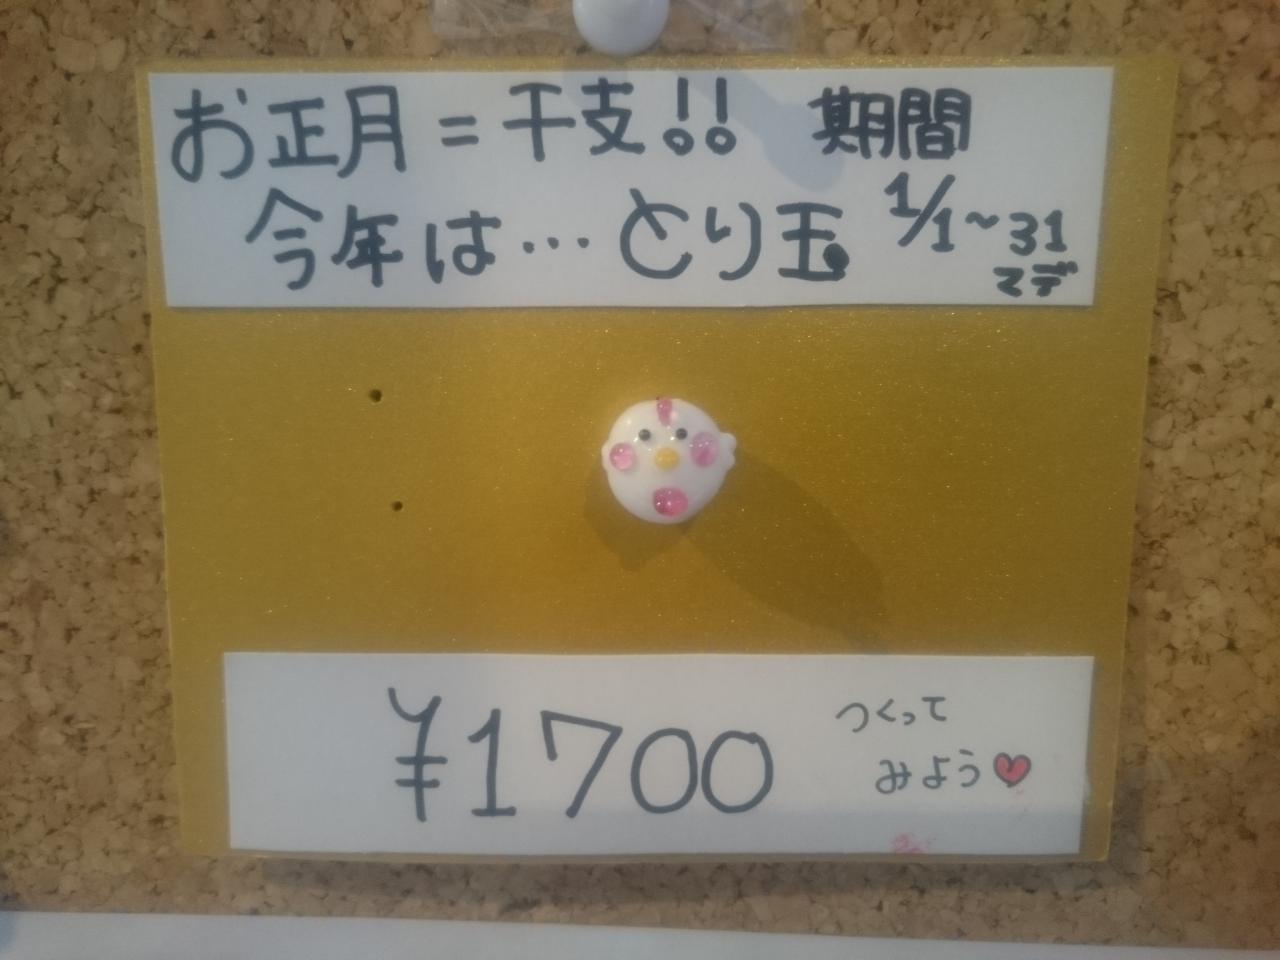 お正月=干支!! 期間
今年は…とり玉 1/1~31
マデ
¥1700
つくって
みよう♥